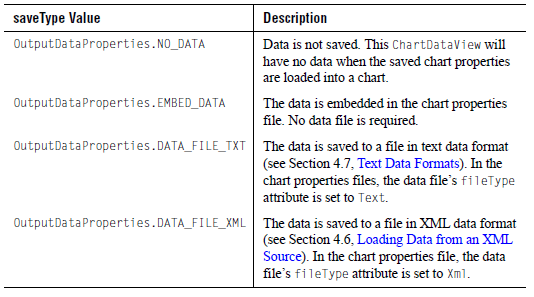 saveType Value Description
OutputDataProperties.NO_DATA Data is not saved. This ChartDataView will
have no data when the saved chart properties
are loaded into a chart.
OutputDataProperties.EMBED_DATA The data is embedded in the chart properties
file. No data file is required.
OutputDataProperties.DATA_FILE_TXT The data is saved to a file in text data format
(see Section 4.7, Text Data Formats). In the
chart properties files, the data file's fileType
attribute is set to Text.
OutputDataProperties.DATA_FILE_XML The data is saved to a file in XML data format
(see Section 4.6, Loading Data from an XML
Source). In the chart properties file, the data
file's fileType attribute is set to Xml.